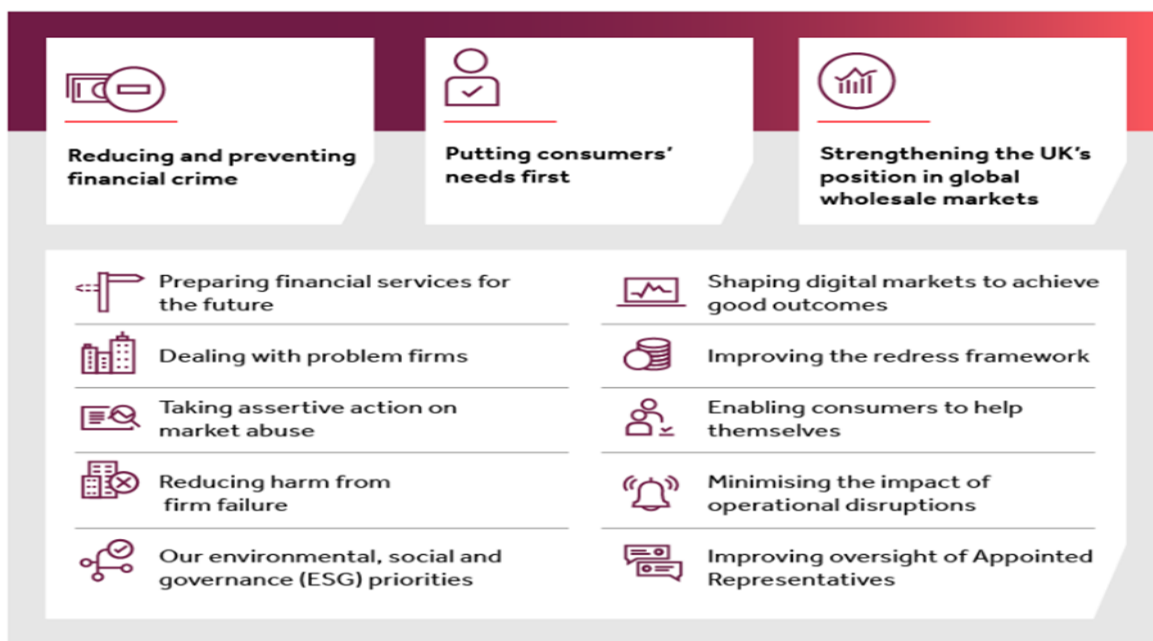 Reducing and preventing
financial crime
Putting consumers’
needs first
Strengthening the UK’s
position in global
wholesale markets
Preparing financial services for
the future
Dealing with problem firms
Taking assertive action on
market abuse
Reducing harm from
firm failure
Our environmental, social and
governance (ESG) priorities
Shaping digital markets to achieve
good outcomes
Improving the redress framework
Enabling consumers to help
themselves
Minimising the impact of
operational disruptions
Improving oversight of Appointed
Representatives